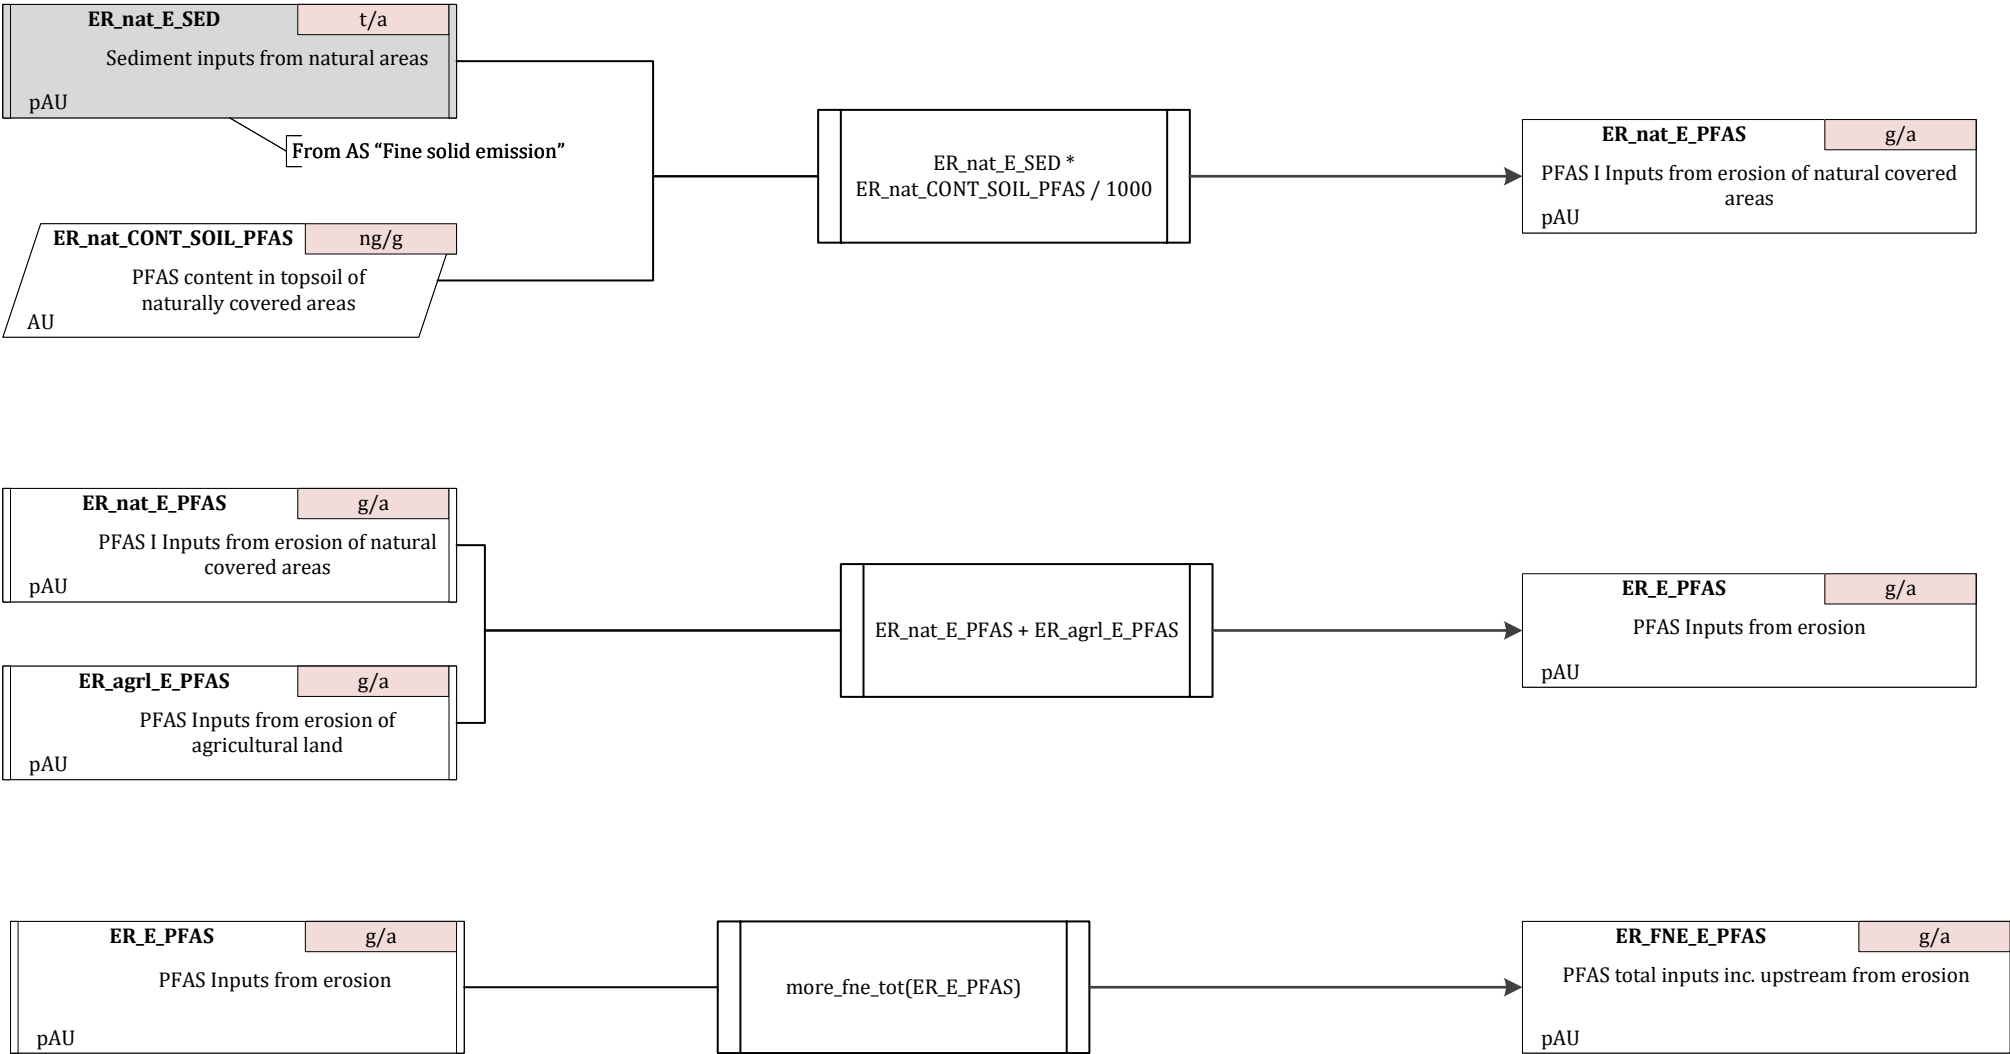 ER_nat_E_SED
t/a
Sediment inputs from natural areas
pAU
From AS “Fine solid emission”
ER_nat_CONT_SOIL_PFAS
ng/g
PFAS content in topsoil of
naturally covered areas
AU
ER_nat_E_SED *
ER_nat_CONT_SOIL_PFAS / 1000
ER_nat_E_PFAS
g/a
PFAS I Inputs from erosion of natural covered
areas
pAU
ER_nat_E_PFAS
g/a
PFAS I Inputs from erosion of natural
covered areas
pAU
ER_agrl_E_PFAS
g/a
PFAS Inputs from erosion of
agricultural land
pAU
ER_nat_E_PFAS + ER_agrl_E_PFAS
ER_E_PFAS
g/a
PFAS Inputs from erosion
pAU
ER_E_PFAS
g/a
PFAS Inputs from erosion
pAU
more_fne_tot(ER_E_PFAS)
ER_FNE_E_PFAS
g/a
PFAS total inputs inc. upstream from erosion
pAU